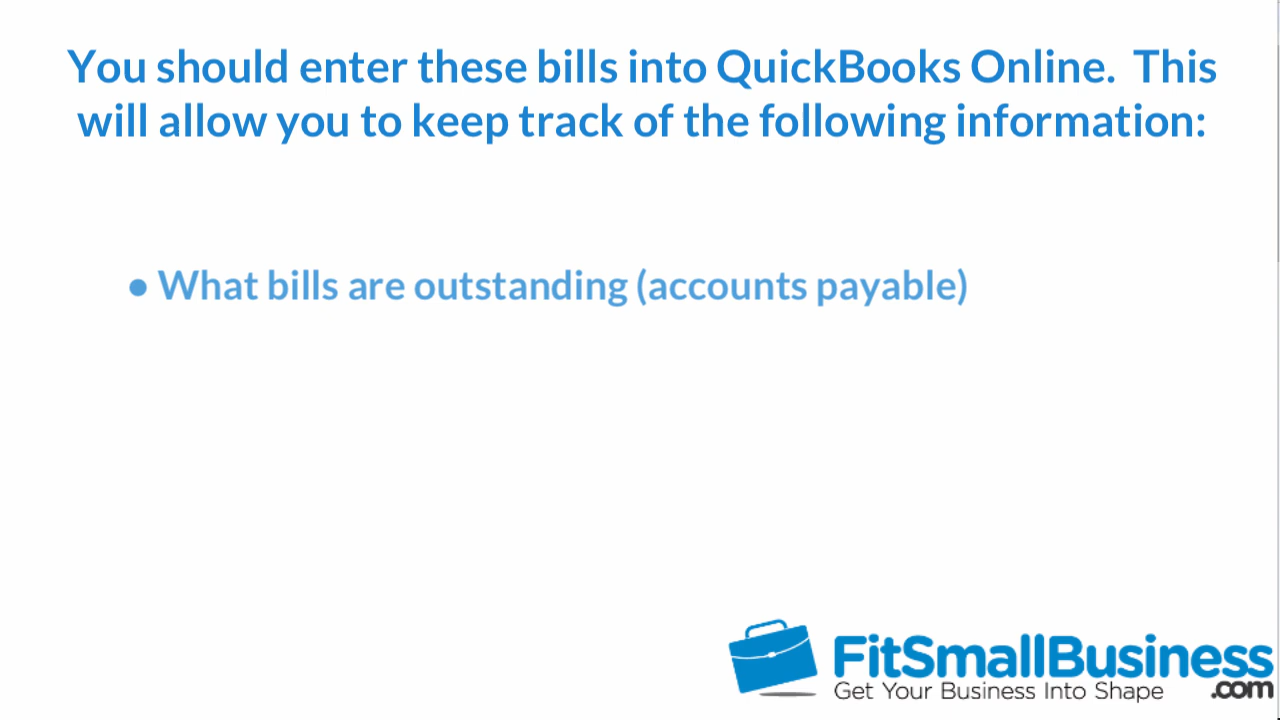 You should enter these bills into QuickBooks Online.  This
will allow you to keep track of the following information:
• What bills are outstanding (accounts payable)
FitSmallBusiness
Get Your Business Into Shape .com